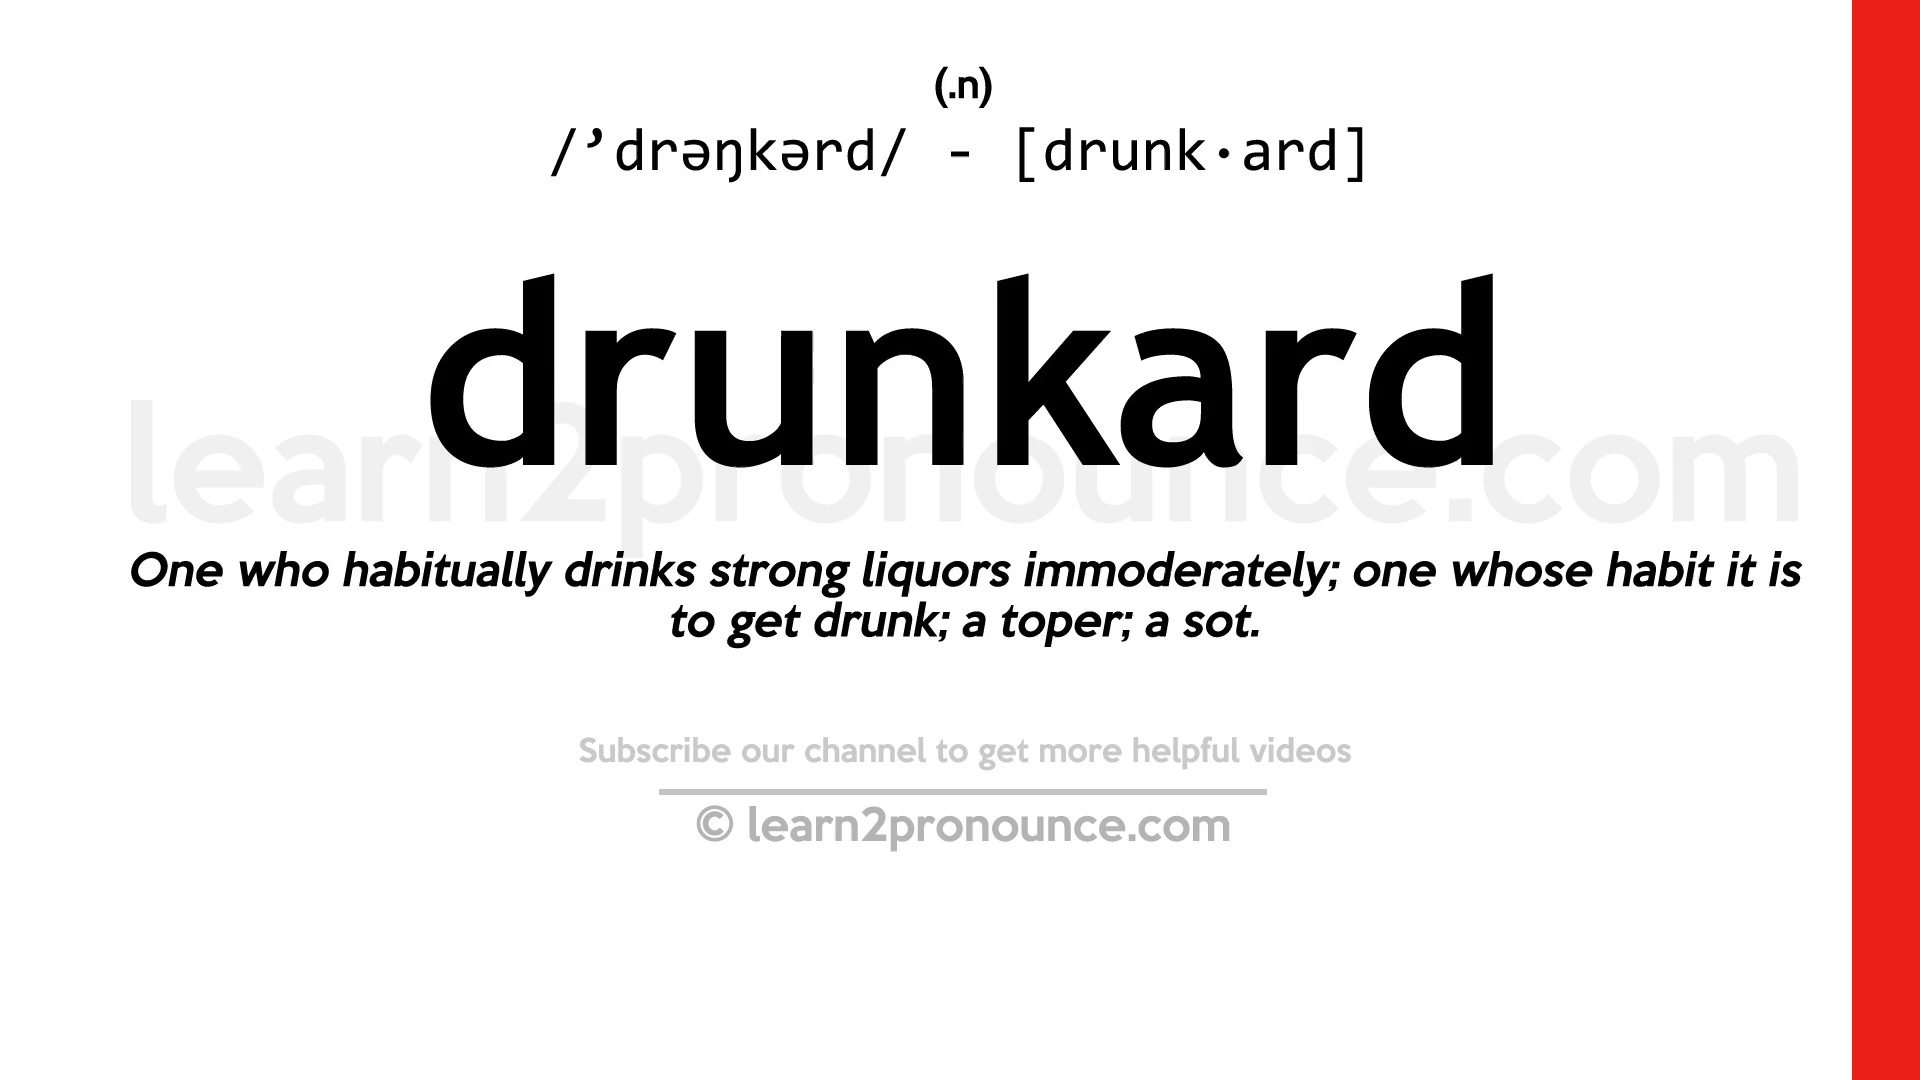 (.n)
/’drəŋkərd/ - [drunk·ard]
drunkard
learn2pronounce.com
One who habitually drinks strong liquors immoderately; one whose habit it is
to get drunk; a toper; a sot.
Subscribe our channel to get more helpful videos
© learn2pronounce.com